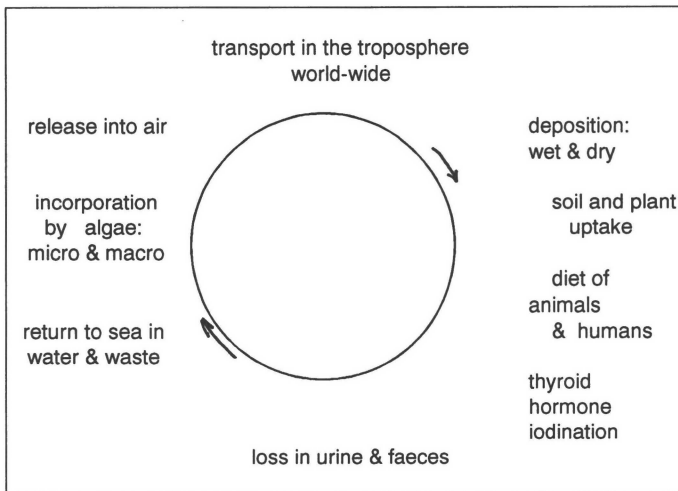 transport in the troposphere
world-wide
release into air
deposition:
wet & dry
incorporation
by algae:
micro & macro
soil and plant
uptake
diet of
animals
& humans
return to sea in
water & waste
thyroid
hormone
iodination
loss in urine & faeces